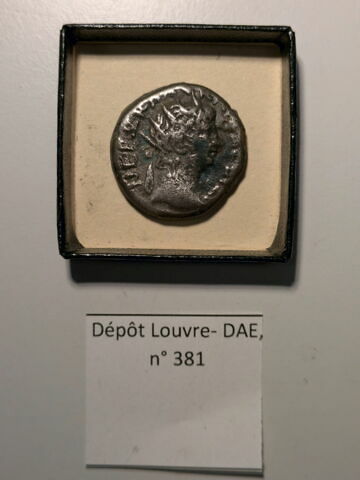 Dépôt Louvre- DAE,
n° 381